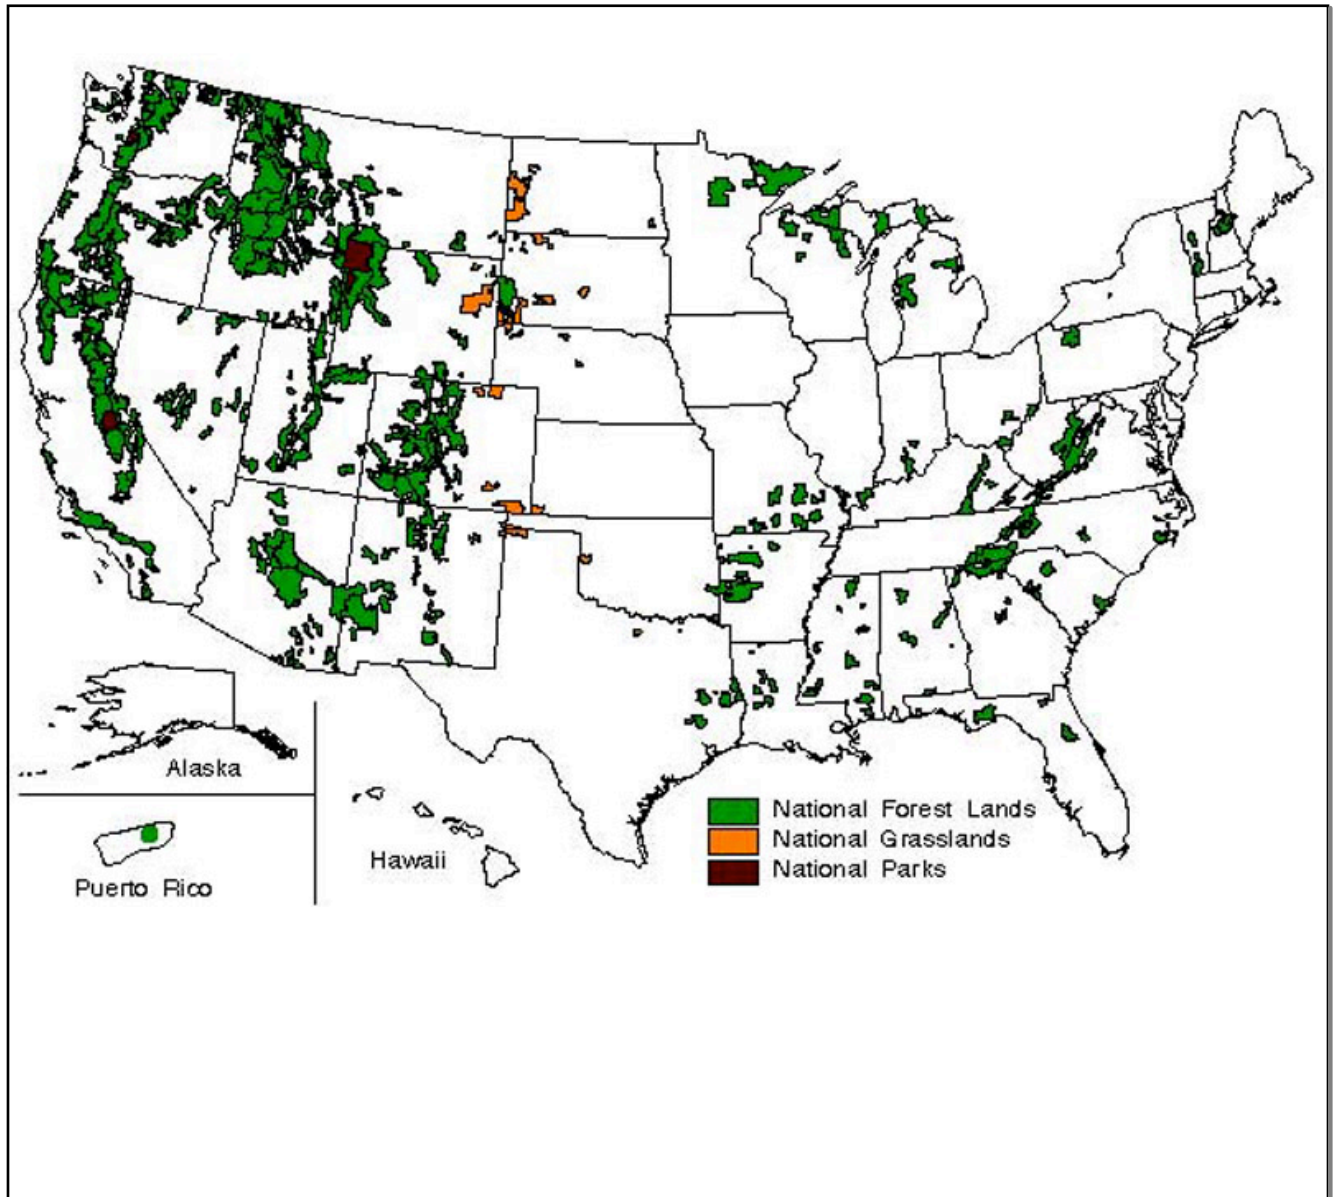 Alaska
Puerto Rico
Hawaii
National Forest Lands
National Grasslands
National Parks